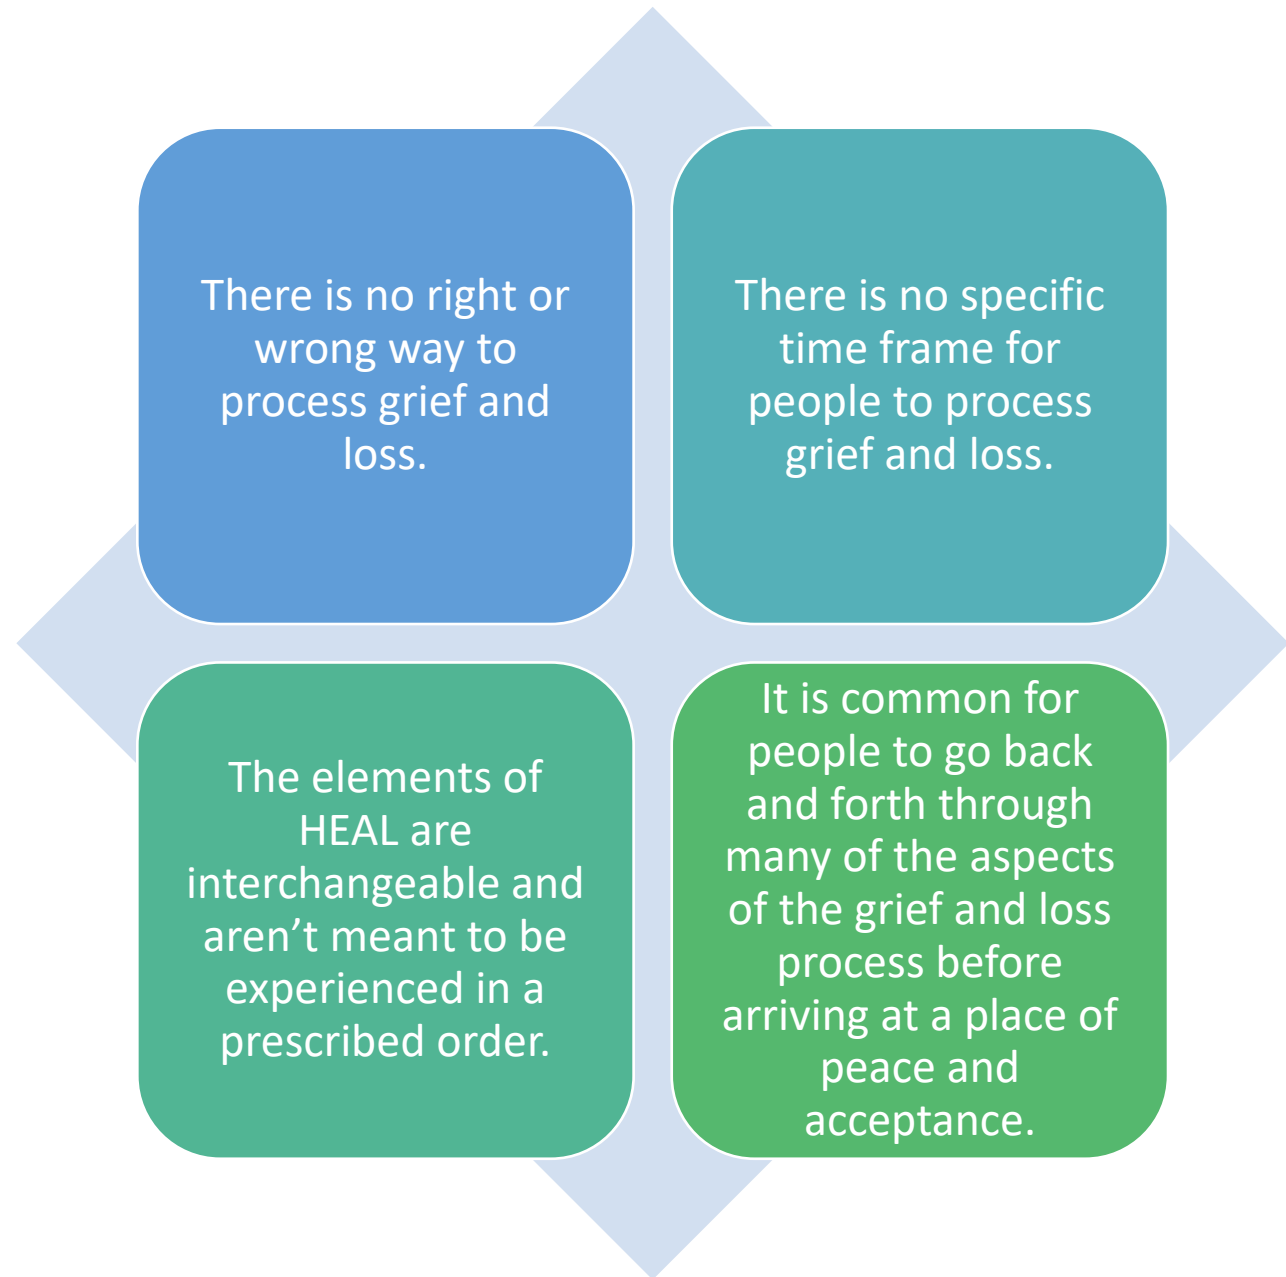 There is no right or
wrong way to
process grief and
loss.
There is no specific
time frame for
people to process
grief and loss.
The elements of
HEAL are
interchangeable and
aren’t meant to be
experienced in a
prescribed order.
It is common for
people to go back
and forth through
many of the aspects
of the grief and loss
process before
arriving at a place of
peace and
acceptance.